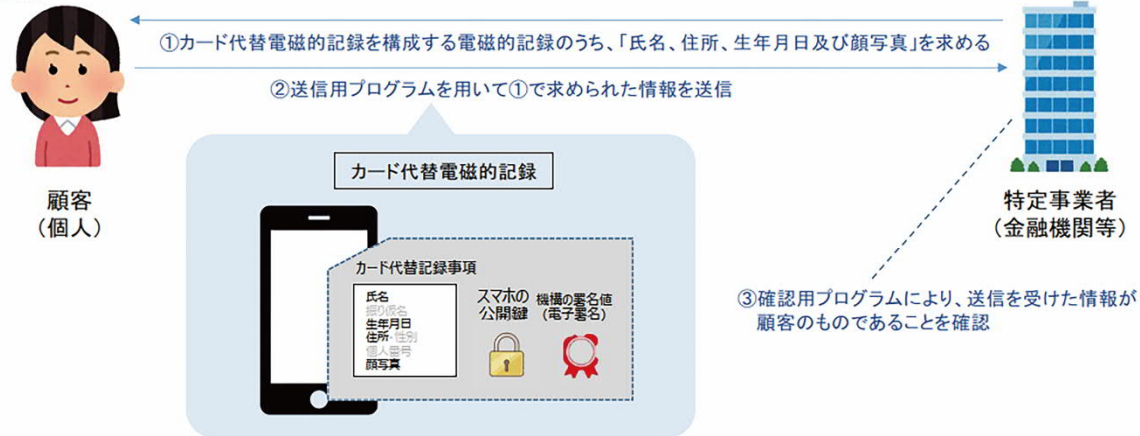 ①カード代替電磁的記録を構成する電磁的記録のうち、「氏名、住所、生年月日及び顔写真」を求める
②送信用プログラムを用いて①で求められた情報を送信
カード代替電磁的記録
顧客
(個人)
特定事業者
(金融機関等)
カード代替記録事項
氏名
振り仮名
生年月日
住所・性別
個人番号
顔写真
スマホの
公開鍵
機構の署名値
(電子署名)
③確認用プログラムにより、送信を受けた情報が
顧客のものであることを確認